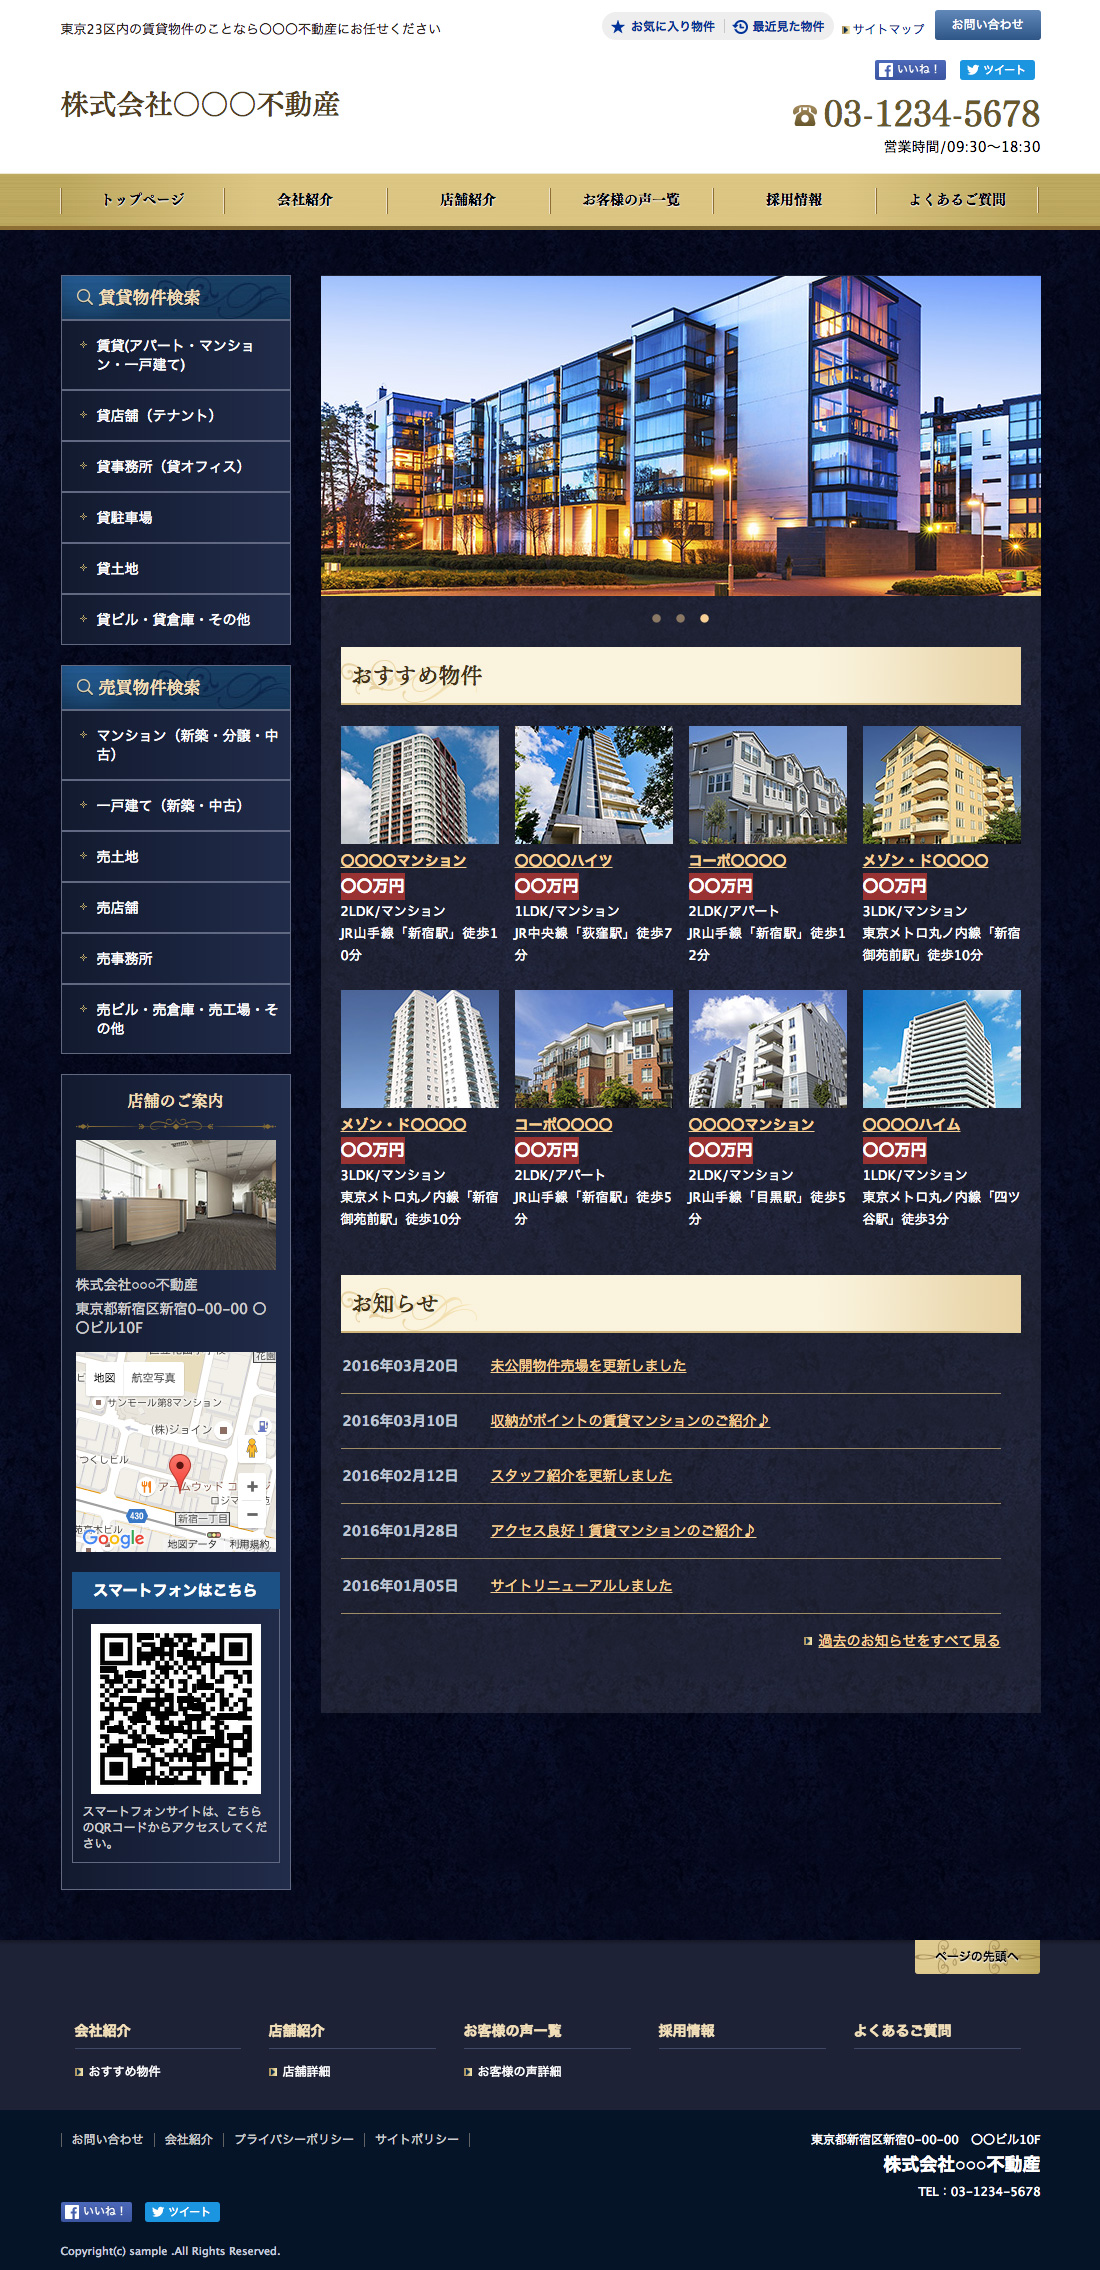 東京23区内の賃貸物件のことなら〇〇〇不動産にお任せください
お気に入り物件
最近見た物件
サイトマップ
お問い合わせ
いいね！
ツイート
株式会社〇〇〇不動産
03-1234-5678
営業時間/09:30〜18:30
トップページ
会社紹介
店舗紹介
お客様の声一覧
採用情報
よくあるご質問
賃貸物件検索
賃貸(アパート・マンショ
ン・一戸建て)
貸店舗（テナント）
貸事務所（貸オフィス）
貸駐車場
貸土地
貸ビル・貸倉庫・その他
売買物件検索
マンション（新築・分譲・中
古）
一戸建て（新築・中古）
売土地
売店舗
売事務所
売ビル・売倉庫・売工場・そ
の他
店舗のご案内
株式会社○○○不動産
東京都新宿区新宿0-00-00 〇
〇ビル10F
地図
航空写真
花園
サンモール第8マンション
(株)ジョイン
つくしビル
アームウッド コ
ロジマ
430
新宿一丁目
Google
地図データ
利用規約
スマートフォンはこちら
スマートフォンサイトは、こちら
のQRコードからアクセスしてくだ
さい。
おすすめ物件
〇〇〇〇マンション
〇〇万円
2LDK/マンション
JR山手線「新宿駅」徒歩1
0分
〇〇〇〇ハイツ
〇〇万円
1LDK/マンション
JR中央線「荻窪駅」徒歩7
分
コーポ〇〇〇〇
〇〇万円
2LDK/アパート
JR山手線「新宿駅」徒歩1
2分
メゾン・ド〇〇〇〇
〇〇万円
3LDK/マンション
東京メトロ丸ノ内線「新宿
御苑前駅」徒歩10分
メゾン・ド〇〇〇〇
〇〇万円
3LDK/マンション
東京メトロ丸ノ内線「新宿
御苑前駅」徒歩10分
コーポ〇〇〇〇
〇〇万円
2LDK/アパート
JR山手線「新宿駅」徒歩5
分
〇〇〇〇マンション
〇〇万円
2LDK/マンション
JR山手線「目黒駅」徒歩5
分
〇〇〇〇ハイム
〇〇万円
1LDK/マンション
東京メトロ丸ノ内線「四ツ
谷駅」徒歩3分
お知らせ
2016年03月20日 未公開物件売場を更新しました
2016年03月10日 収納がポイントの賃貸マンションのご紹介♪
2016年02月12日 スタッフ紹介を更新しました
2016年01月28日 アクセス良好！賃貸マンションのご紹介♪
2016年01月05日 サイトリニューアルしました
過去のお知らせをすべて見る
ページの先頭へ
会社紹介
おすすめ物件
店舗紹介
店舗詳細
お客様の声一覧
お客様の声詳細
採用情報
よくあるご質問
お問い合わせ
会社紹介
プライバシーポリシー
サイトポリシー
東京都新宿区新宿0-00-00　〇〇ビル10F
株式会社○○○不動産
TEL：03-1234-5678
いいね！
ツイート
Copyright(c) sample .All Rights Reserved.